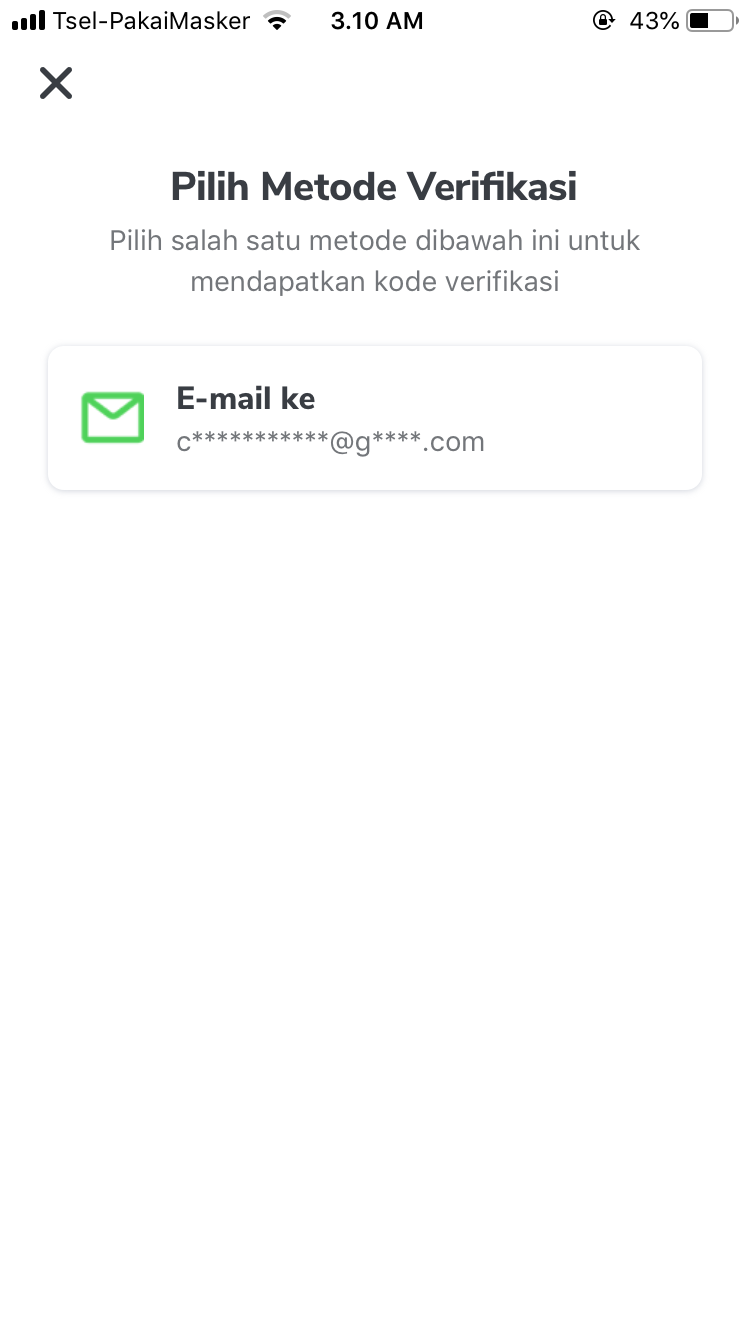 Tsel-PakaiMasker 3.10 AM 43%
Pilih Metode Verifikasi
Pilih salah satu metode dibawah ini untuk
mendapatkan kode verifikasi
E-mail ke
c***********@g****.com